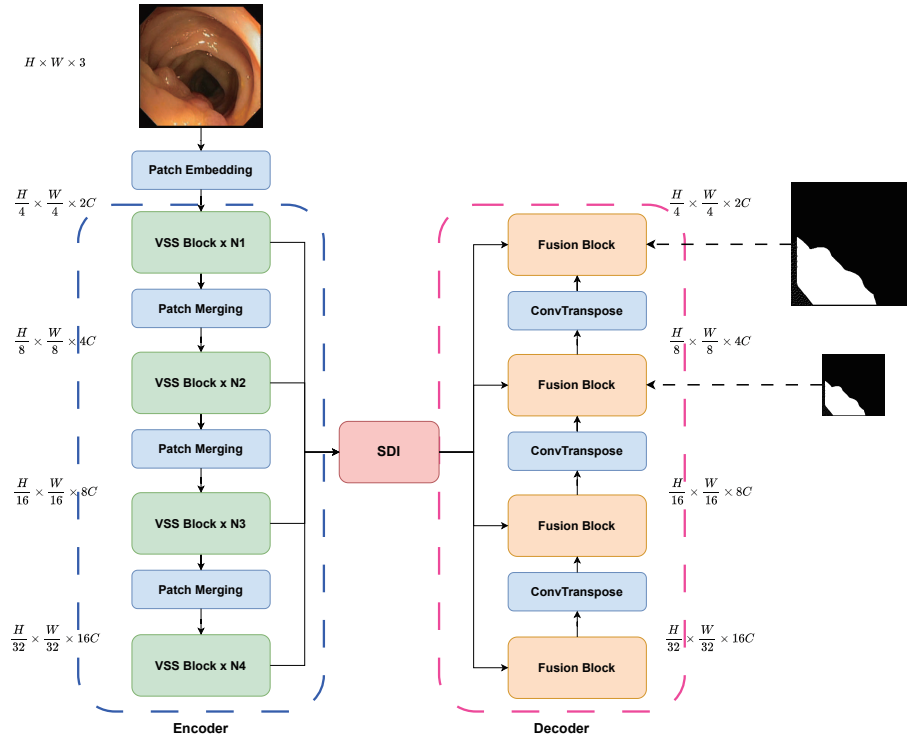 H × W × 3
Patch Embedding
H/4 × W/4 × 2C
VSS Block x N1
Patch Merging
H/8 × W/8 × 4C
VSS Block x N2
Patch Merging
H/16 × W/16 × 8C
VSS Block x N3
Patch Merging
H/32 × W/32 × 16C
VSS Block x N4
Encoder
SDI
H/4 × W/4 × 2C
Fusion Block
ConvTranspose
H/8 × W/8 × 4C
Fusion Block
ConvTranspose
H/16 × W/16 × 8C
Fusion Block
ConvTranspose
H/32 × W/32 × 16C
Fusion Block
Decoder